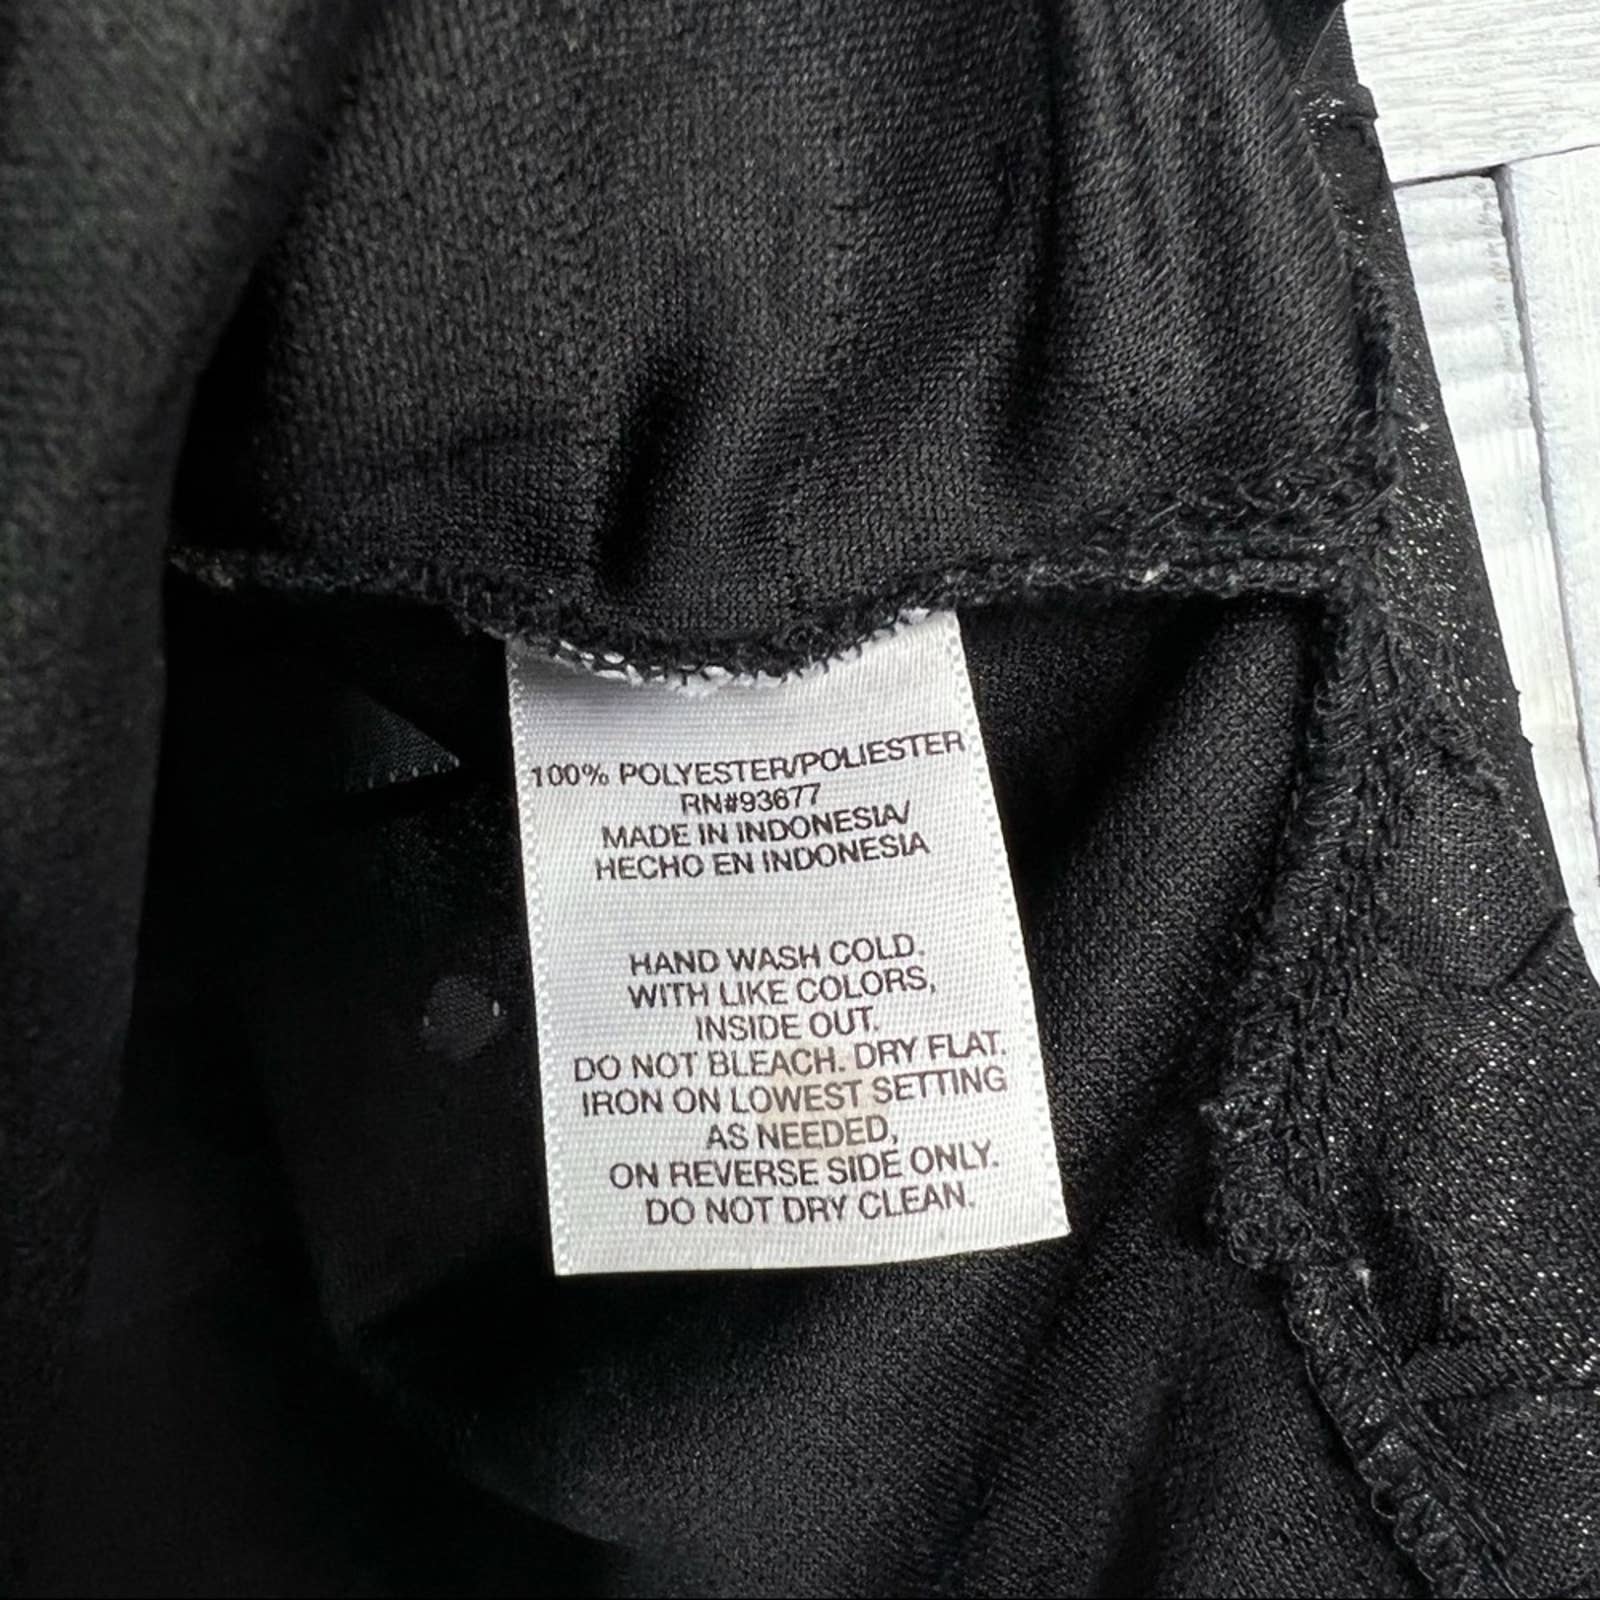 100% POLYESTER/POLIESTER
RN#93677
MADE IN INDONESIA/
HECHO EN INDONESIA
HAND WASH COLD.
WITH LIKE COLORS,
INSIDE OUT.
DO NOT BLEACH. DRY FLAT.
IRON ON LOWEST SETTING
AS NEEDED,
ON REVERSE SIDE ONLY.
DO NOT DRY CLEAN.